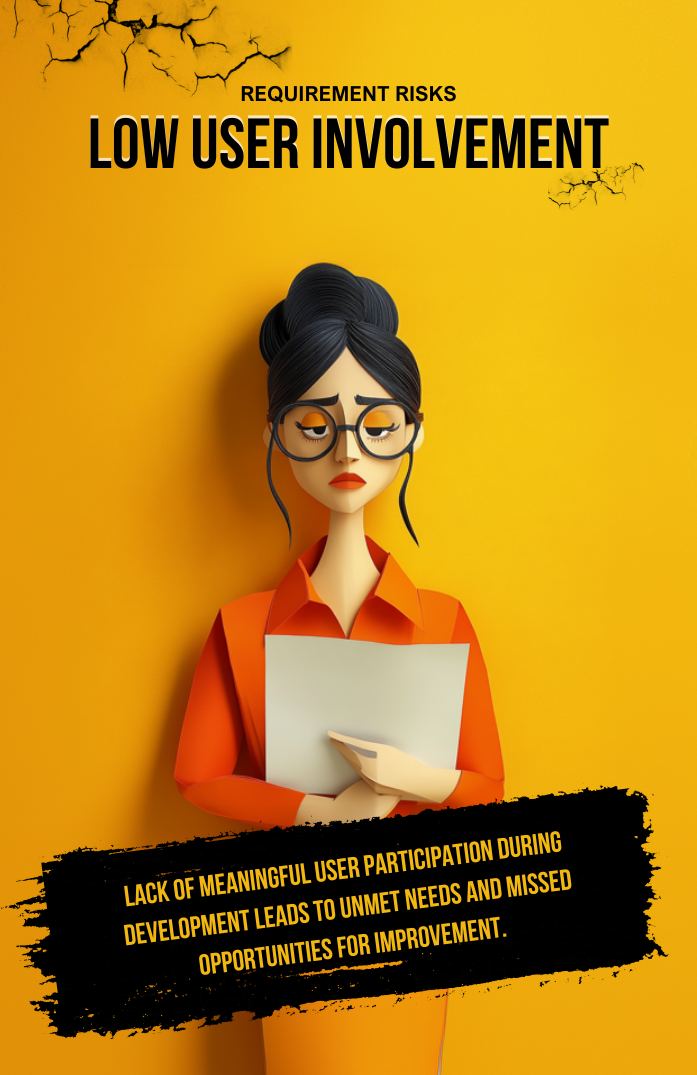 REQUIREMENT RISKS
LOW USER INVOLVEMENT
LACK OF MEANINGFUL USER PARTICIPATION DURING
DEVELOPMENT LEADS TO UNMET NEEDS AND MISSED
OPPORTUNITIES FOR IMPROVEMENT.